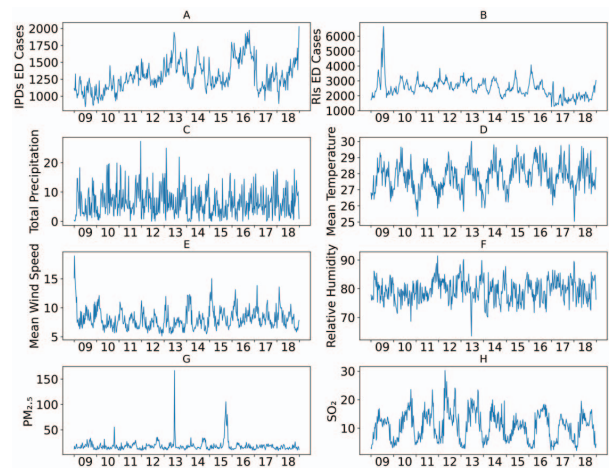 A
IPDs ED Cases
2000
1750
1500
1250
1000
09 10 11 12 13 14 15 16 17 18
B
RIs ED Cases
6000
5000
4000
3000
2000
1000
09 10 11 12 13 14 15 16 17 18
C
Total Precipitation
20
10
0
09 10 11 12 13 14 15 16 17 18
D
Mean Temperature
30
29
28
27
26
25
09 10 11 12 13 14 15 16 17 18
E
Mean Wind Speed
15
10
5
09 10 11 12 13 14 15 16 17 18
F
Relative Humidity
90
80
70
09 10 11 12 13 14 15 16 17 18
G
PM₂.₅
150
100
50
09 10 11 12 13 14 15 16 17 18
H
SO₂
30
20
10
09 10 11 12 13 14 15 16 17 18